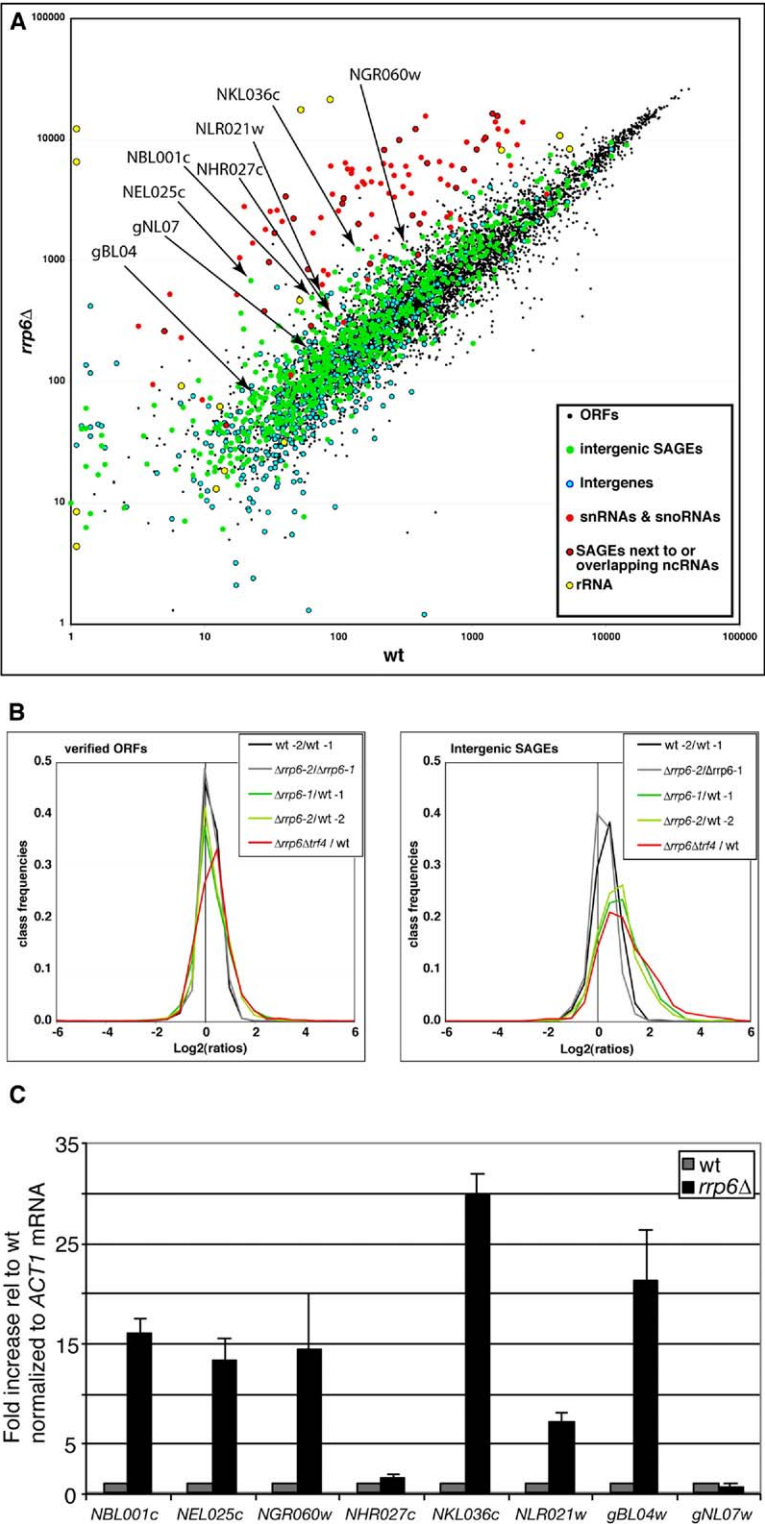 A
100000
10000
1000
100
10
1
rrp6Δ
NGR060w
NKL036c
NLR021w
NBL001c
NHR027c
NEL025c
gNL07
gBL04
ORFs
intergenic SAGEs
Intergenes
snRNAs & snoRNAs
SAGEs next to or
overlapping ncRNAs
rRNA
1
10
100
1000
10000
100000
wt
B
verified ORFs
wt -2/wt -1
Δrrp6-2/Δrrp6-1
Δrrp6-1/wt -1
Δrrp6-2/wt -2
Δrrp6Δtrf4 / wt
class frequencies
0.5
0.4
0.3
0.2
0.1
0.0
-6
-4
-2
0
2
4
6
Log2(ratios)
Intergenic SAGEs
wt -2/wt -1
Δrrp6-2/Δrrp6-1
Δrrp6-1/wt -1
Δrrp6-2/wt -2
Δrrp6Δtrf4 / wt
class frequencies
0.5
0.4
0.3
0.2
0.1
0.0
-6
-4
-2
0
2
4
6
Log2(ratios)
C
Fold increase rel to wt
normalized to ACT1 mRNA
35
25
15
5
0
wt
rrp6Δ
NBL001c
NEL025c
NGR060w
NHR027c
NKL036c
NLR021w
gBL04w
gNL07w